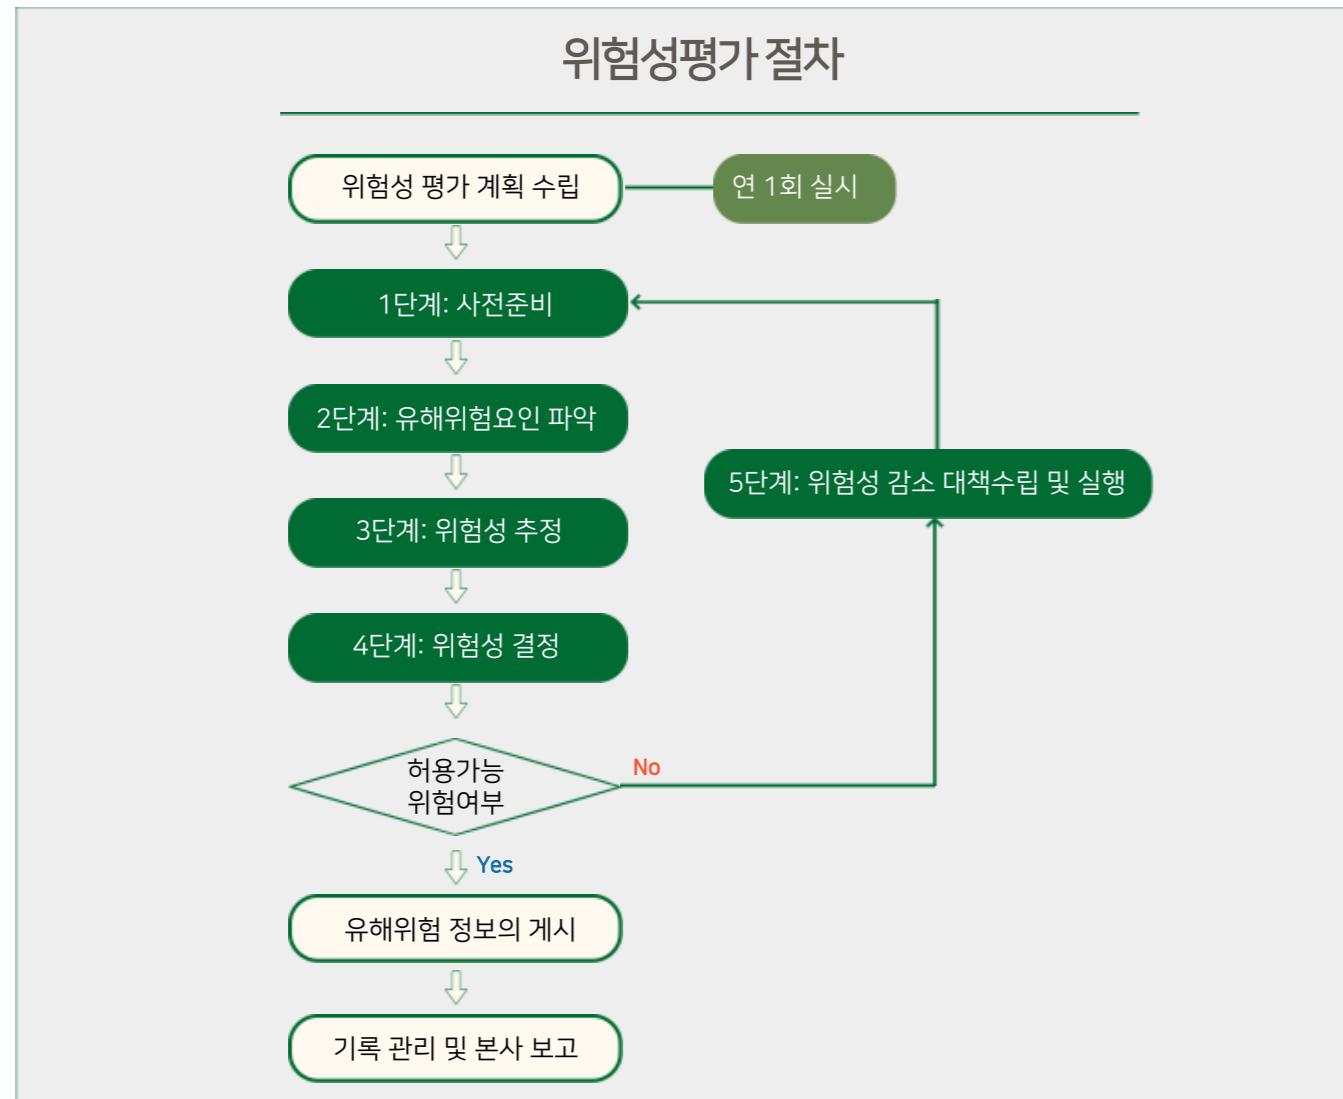 위험성평가 절차
위험성 평가 계획 수립
연 1회 실시
1단계: 사전준비
2단계: 유해위험요인 파악
5단계: 위험성 감소 대책수립 및 실행
3단계: 위험성 추정
4단계: 위험성 결정
허용가능
위험여부
No
Yes
유해위험 정보의 게시
기록 관리 및 본사 보고